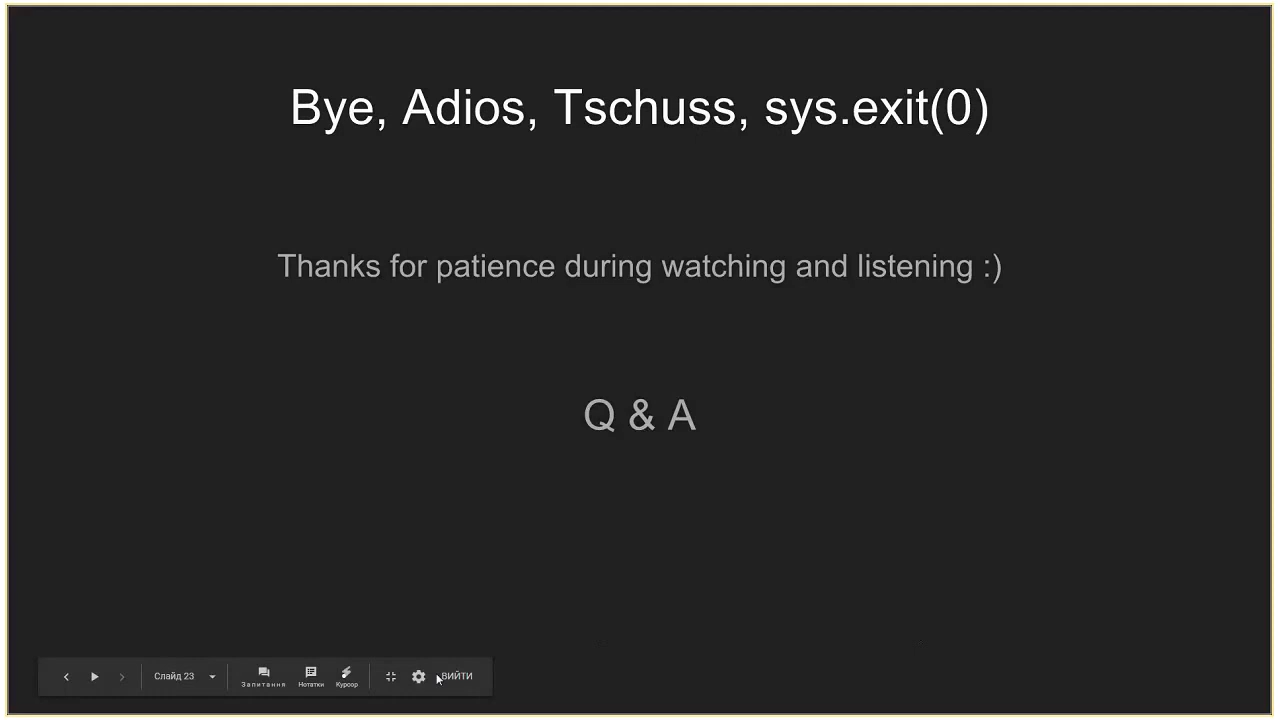 Bye, Adios, Tschuss, sys.exit(0)
Thanks for patience during watching and listening :)
Q & A
Слайд 23
Запитання
Нотатки
Курсор
ВИЙТИ